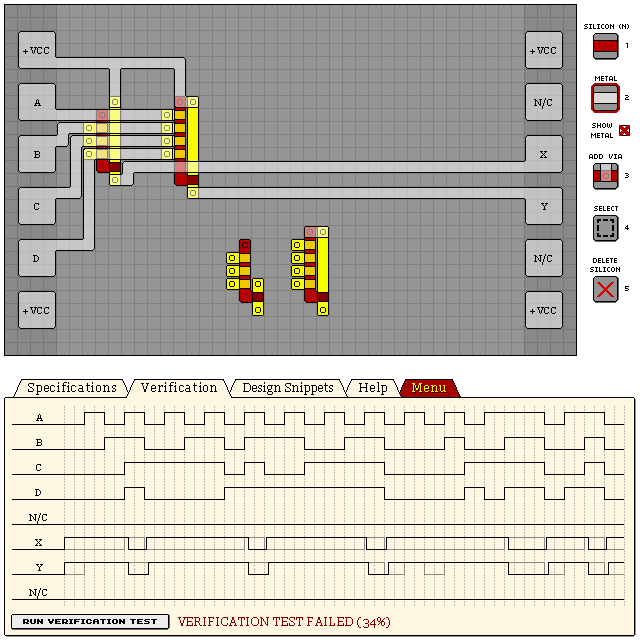 SILICON (N)
1
METAL
2
SHOW
METAL
ADD VIA
3
SELECT
4
DELETE
SILICON
5
+VCC +VCC
A N/C
B X
C Y
D N/C
+VCC +VCC
Specifications Verification Design Snippets Help Menu
A
B
C
D
N/C
X
Y
N/C
RUN VERIFICATION TEST VERIFICATION TEST FAILED (34%)